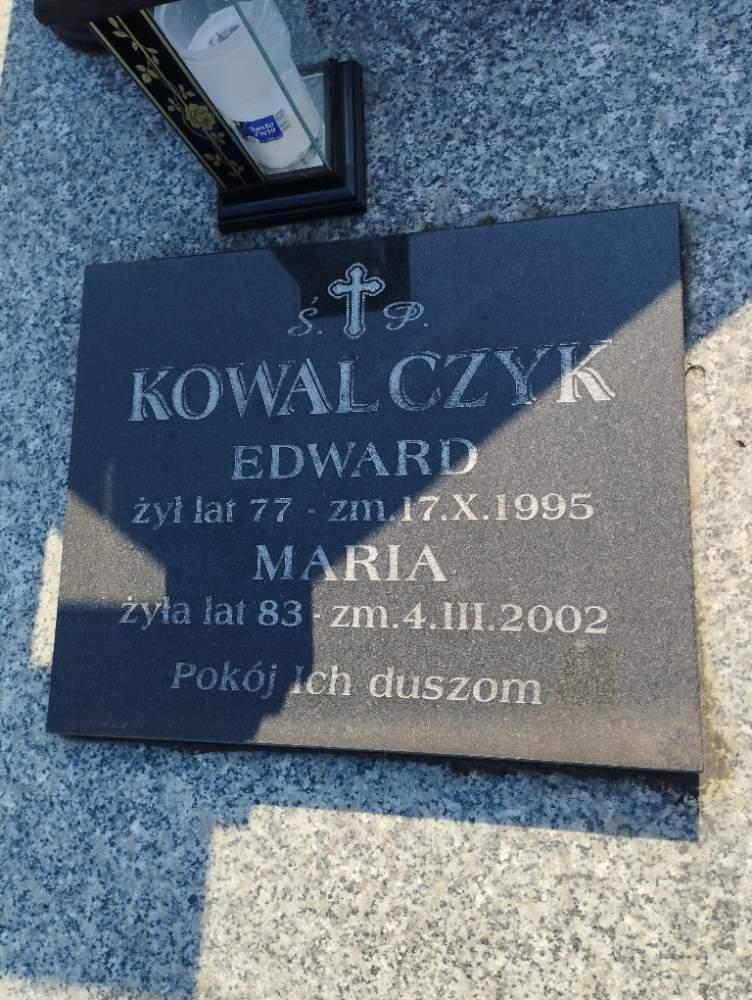 Ś. P.
KOWALCZYK
EDWARD
żył lat 77 - zm.17.X.1995
MARIA
żyła lat 83 - zm.4.III.2002
Pokój Ich duszom